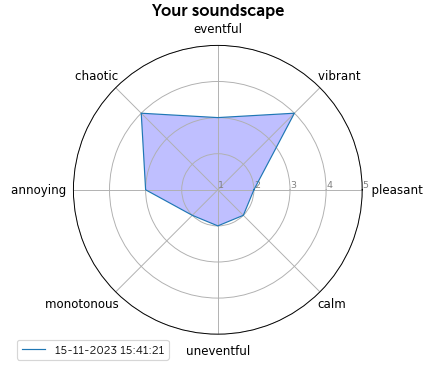 Your soundscape
eventful
chaotic
vibrant
annoying
1
2
3
4
5
pleasant
monotonous
calm
uneventful
15-11-2023 15:41:21